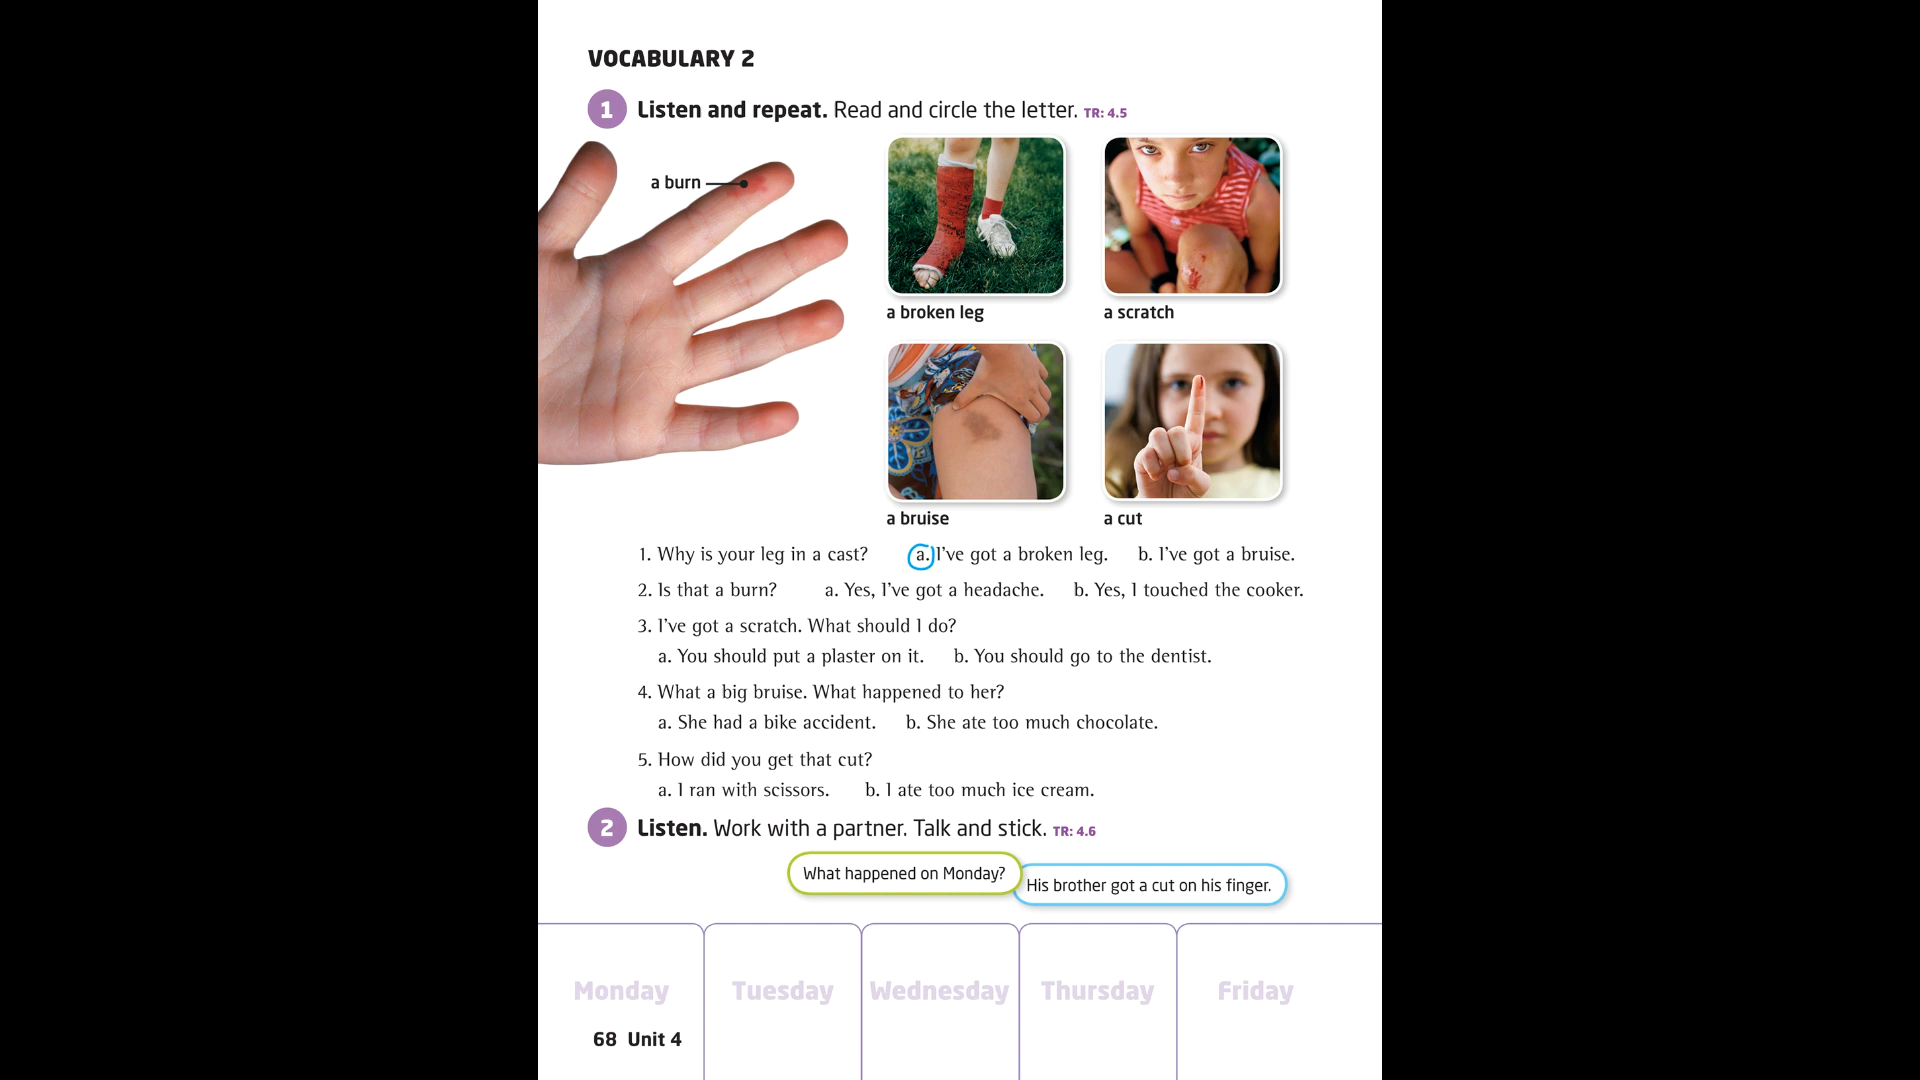 VOCABULARY 2
1 Listen and repeat. Read and circle the letter. TR: 4.5
a burn
a broken leg
a scratch
a bruise
a cut
1. Why is your leg in a cast? a. I’ve got a broken leg. b. I’ve got a bruise.
2. Is that a burn? a. Yes, I’ve got a headache. b. Yes, I touched the cooker.
3. I’ve got a scratch. What should I do?
a. You should put a plaster on it. b. You should go to the dentist.
4. What a big bruise. What happened to her?
a. She had a bike accident. b. She ate too much chocolate.
5. How did you get that cut?
a. I ran with scissors. b. I ate too much ice cream.
2 Listen. Work with a partner. Talk and stick. TR: 4.6
What happened on Monday?
His brother got a cut on his finger.
Monday Tuesday Wednesday Thursday Friday
68 Unit 4